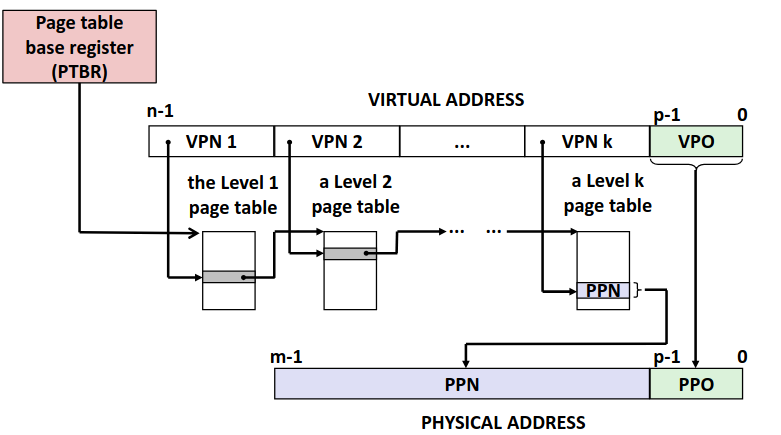 Page table
base register
(PTBR)
n-1
VIRTUAL ADDRESS
p-1
0
VPN 1
VPN 2
...
VPN k
VPO
the Level 1
page table
a Level 2
page table
a Level k
page table
...
...
PPN
m-1
p-1
0
PPN
PPO
PHYSICAL ADDRESS